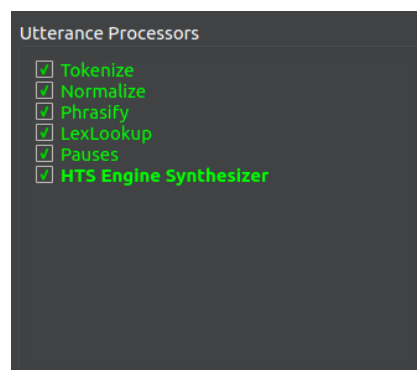 Utterance Processors
Tokenize
Normalize
Phrasify
LexLookup
Pauses
HTS Engine Synthesizer